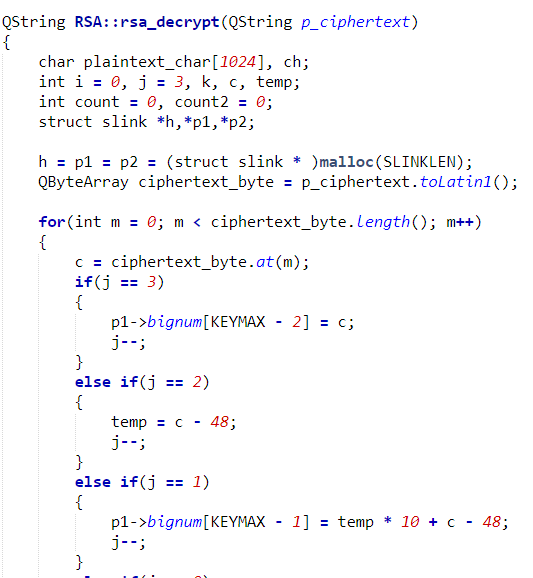 QString RSA::rsa_decrypt(QString p_ciphertext)
{
    char plaintext_char[1024], ch;
    int i = 0, j = 3, k, c, temp;
    int count = 0, count2 = 0;
    struct slink *h,*p1,*p2;

    h = p1 = p2 = (struct slink * )malloc(SLINKLEN);
    QByteArray ciphertext_byte = p_ciphertext.toLatin1();

    for(int m = 0; m < ciphertext_byte.length(); m++)
    {
        c = ciphertext_byte.at(m);
        if(j == 3)
        {
            p1->bignum[KEYMAX - 2] = c;
            j--;
        }
        else if(j == 2)
        {
            temp = c - 48;
            j--;
        }
        else if(j == 1)
        {
            p1->bignum[KEYMAX - 1] = temp * 10 + c - 48;
            j--;
        }